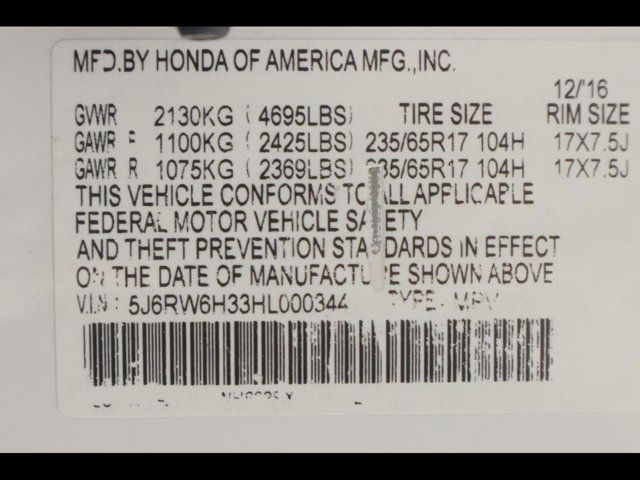 MFD.BY HONDA OF AMERICA MFG.,INC.
12/'16
GVWR 2130KG (4695LBS) TIRE SIZE RIM SIZE
GAWR F 1100KG (2425LBS) 235/65R17 104H 17X7.5J
GAWR R 1075KG (2369LBS) 235/65R17 104H 17X7.5J
THIS VEHICLE CONFORMS TO ALL APPLICABLE
FEDERAL MOTOR VEHICLE SAFETY
AND THEFT PREVENTION STANDARDS IN EFFECT
ON THE DATE OF MANUFACTURE SHOWN ABOVE
V.I.N : 5J6RW6H33HL000344 TYPE: MPV